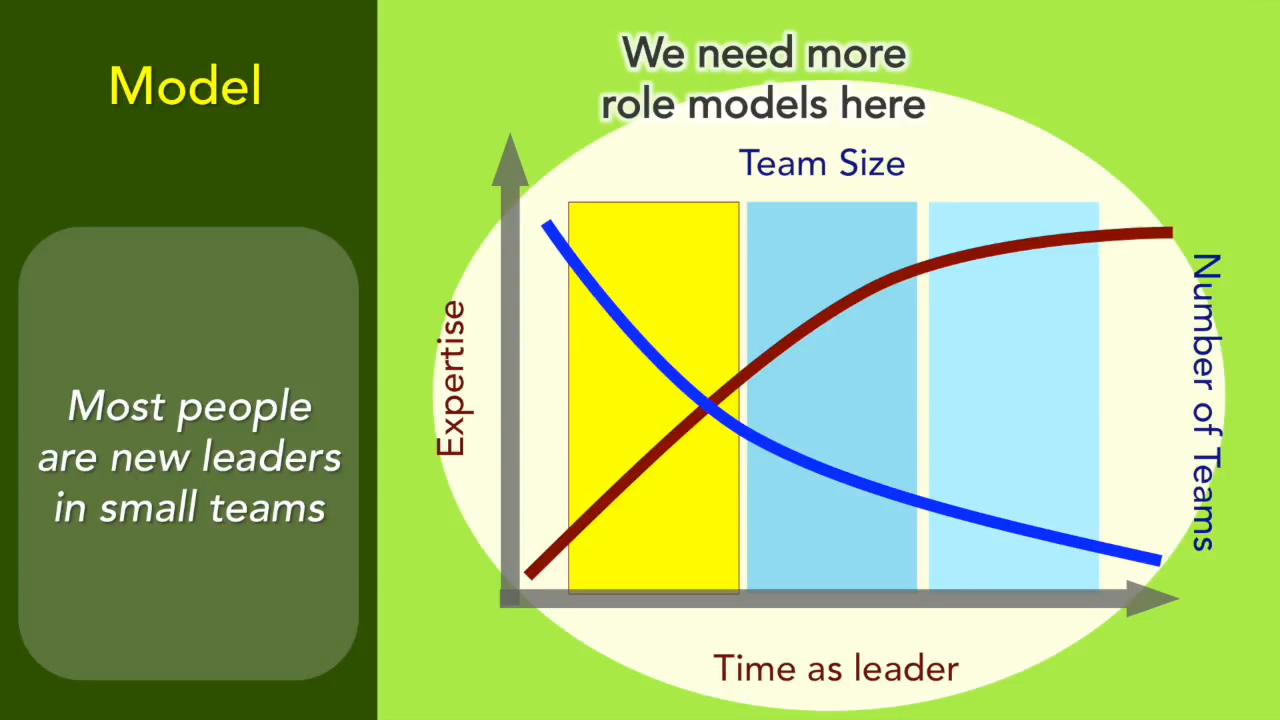 Model
Most people
are new leaders
in small teams
We need more
role models here
Team Size
Expertise
Number of Teams
Time as leader